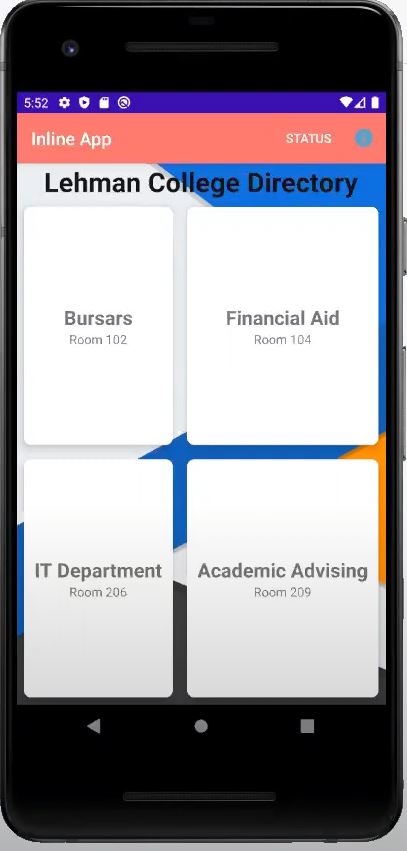 5:52
Inline App STATUS
Lehman College Directory
Bursars
Room 102
Financial Aid
Room 104
IT Department
Room 206
Academic Advising
Room 209